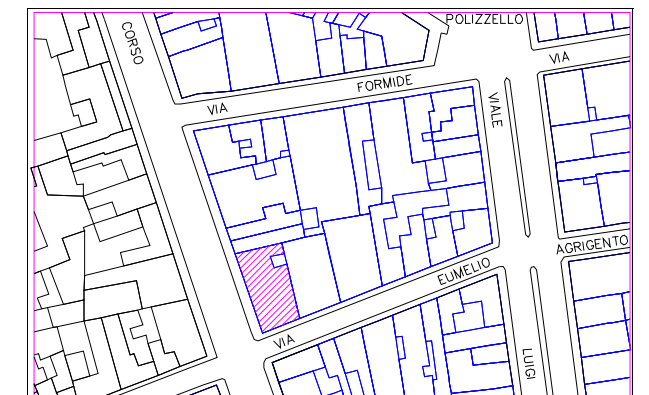 POLIZZELLO
CORSO
VIA
VIA
FORMIDE
VIALE
AGRIGENTO
EUMELIO
VIA
LUIGI